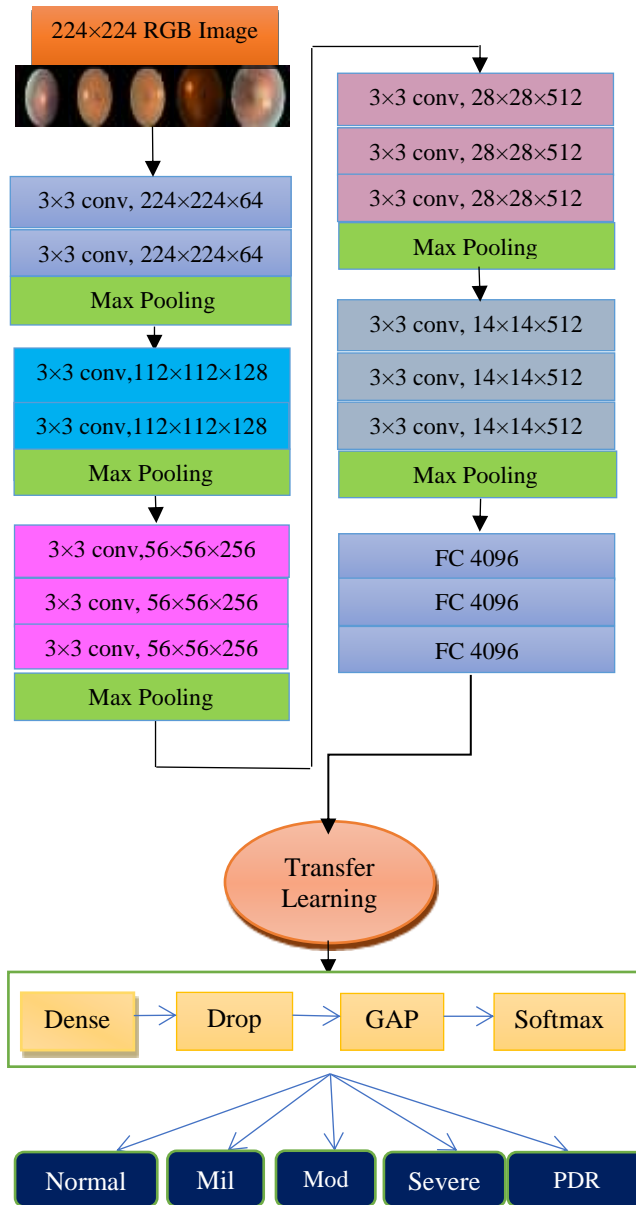 224×224 RGB Image
3×3 conv, 224×224×64
3×3 conv, 224×224×64
Max Pooling
3×3 conv,112×112×128
3×3 conv,112×112×128
Max Pooling
3×3 conv,56×56×256
3×3 conv, 56×56×256
3×3 conv, 56×56×256
Max Pooling
3×3 conv, 28×28×512
3×3 conv, 28×28×512
3×3 conv, 28×28×512
Max Pooling
3×3 conv, 14×14×512
3×3 conv, 14×14×512
3×3 conv, 14×14×512
Max Pooling
FC 4096
FC 4096
FC 4096
Transfer
Learning
Dense
Drop
GAP
Softmax
Normal
Mil
Mod
Severe
PDR